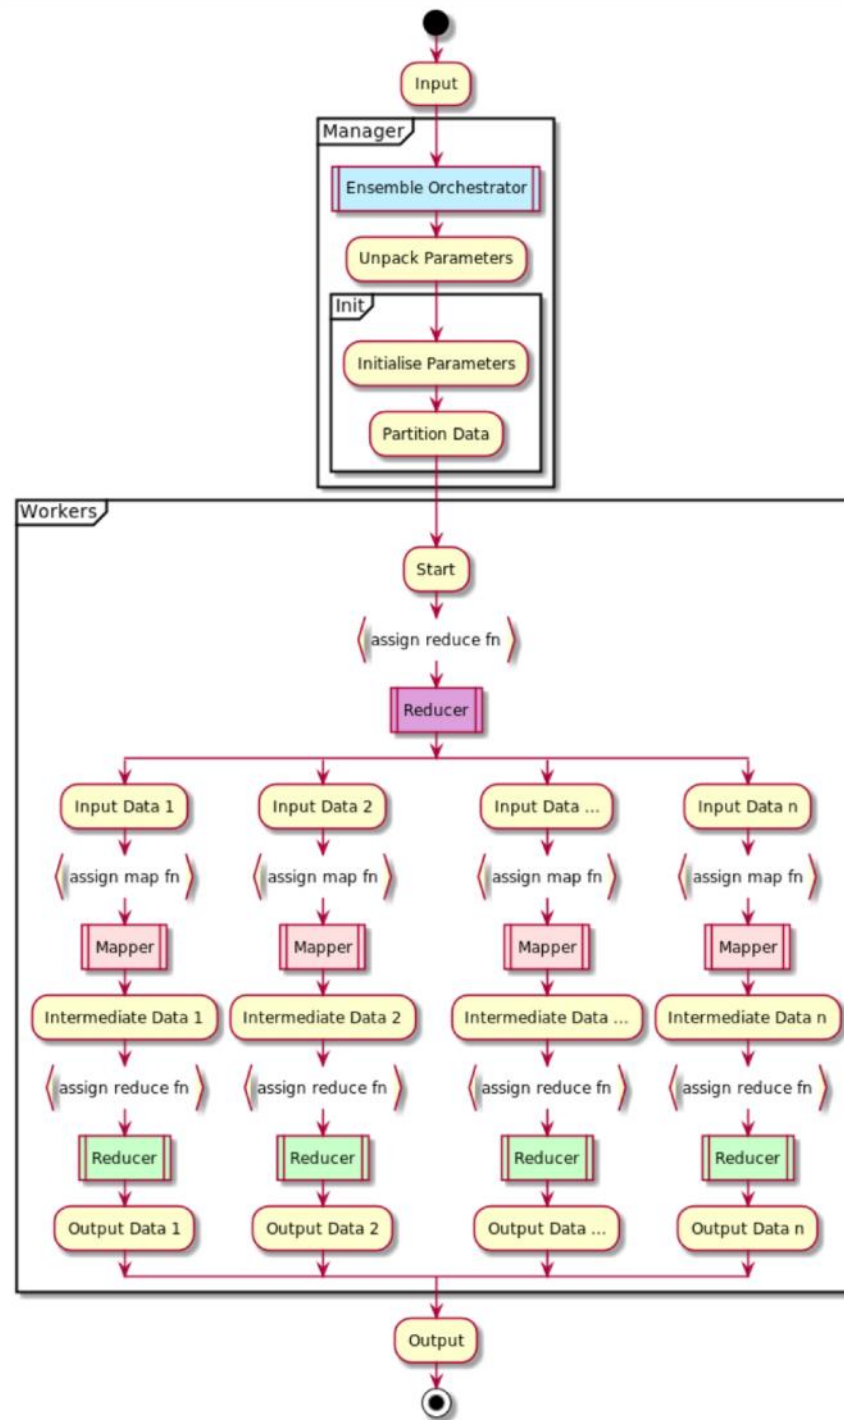 Input
Manager
Ensemble Orchestrator
Unpack Parameters
Init
Initialise Parameters
Partition Data
Workers
Start
assign reduce fn
Reducer
Input Data 1
Input Data 2
Input Data ...
Input Data n
assign map fn
assign map fn
assign map fn
assign map fn
Mapper
Mapper
Mapper
Mapper
Intermediate Data 1
Intermediate Data 2
Intermediate Data ...
Intermediate Data n
assign reduce fn
assign reduce fn
assign reduce fn
assign reduce fn
Reducer
Reducer
Reducer
Reducer
Output Data 1
Output Data 2
Output Data ...
Output Data n
Output